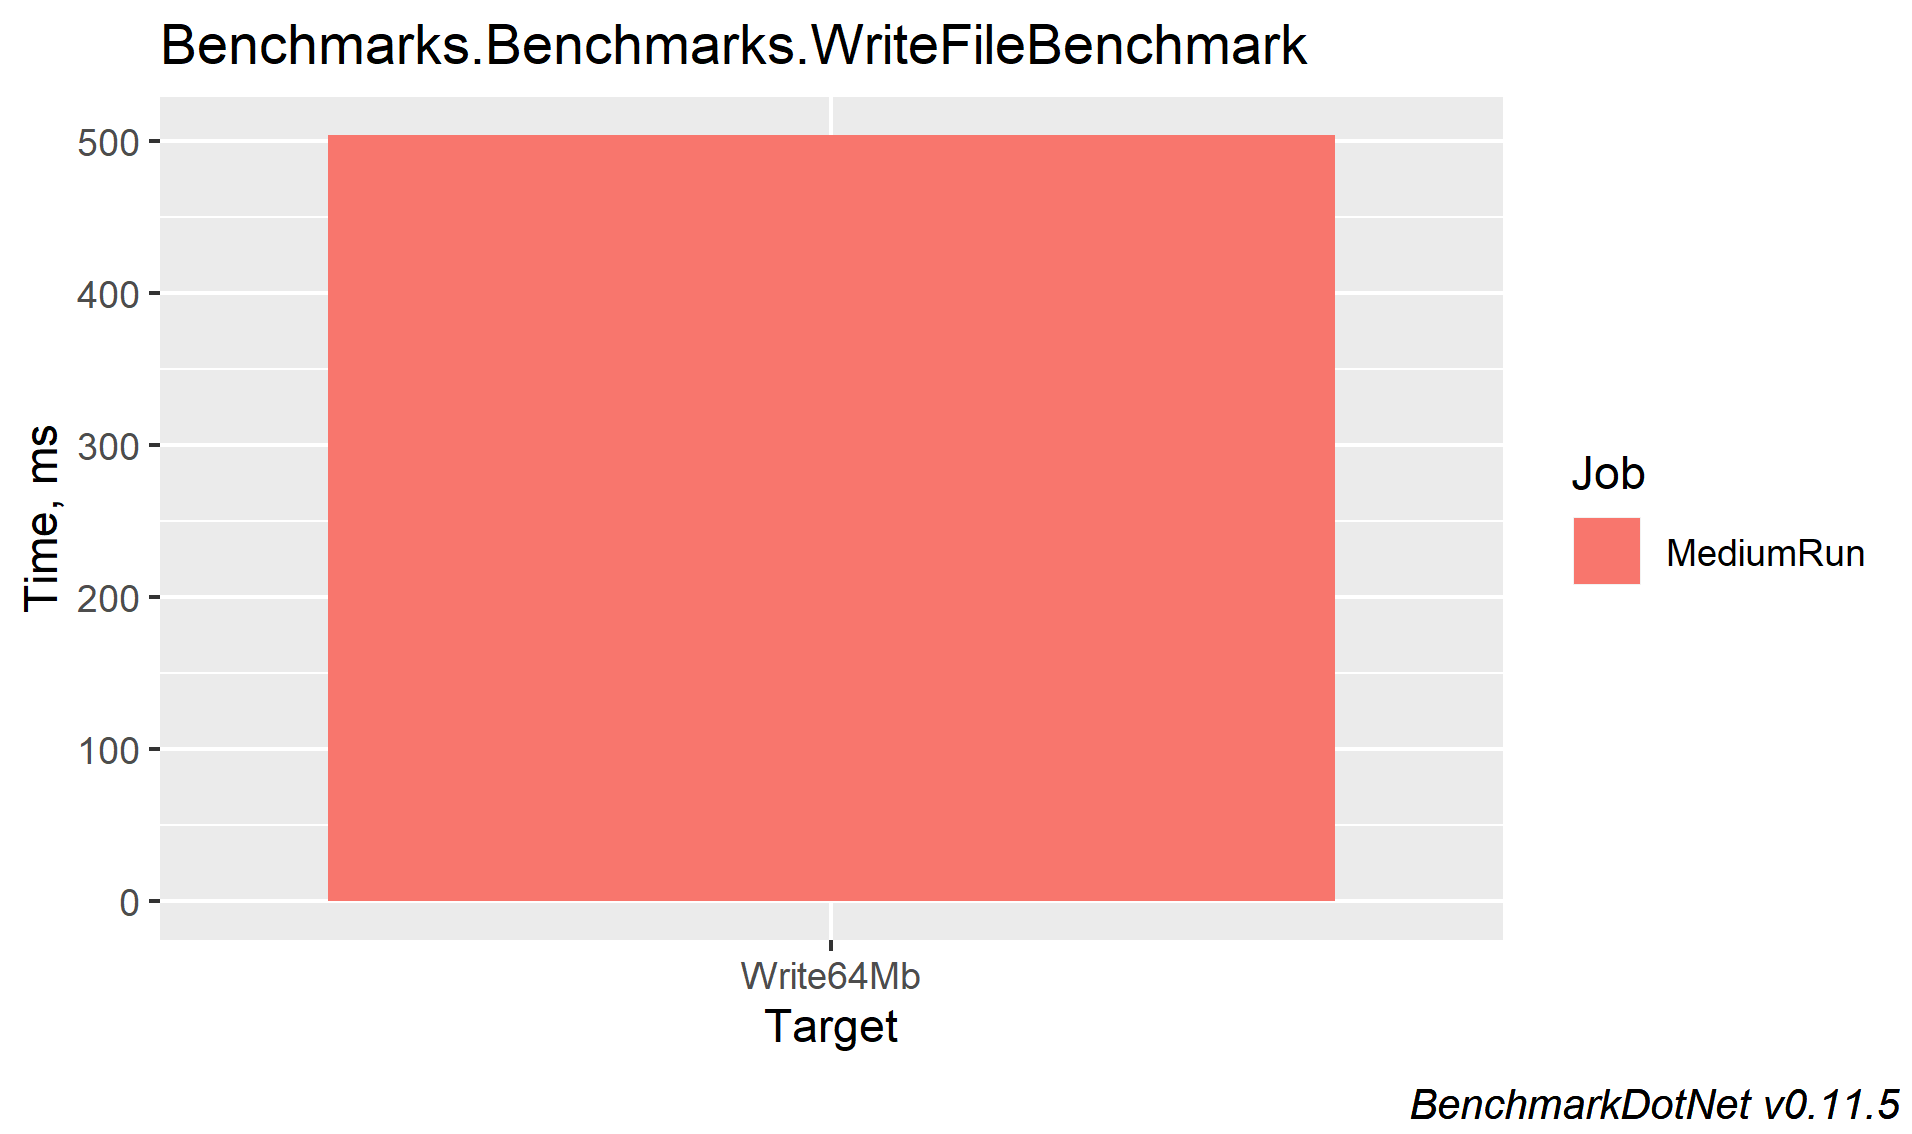 Benchmarks.Benchmarks.WriteFileBenchmark
500
400
300
200
100
0
Time, ms
Write64Mb
Target
Job
MediumRun
BenchmarkDotNet v0.11.5